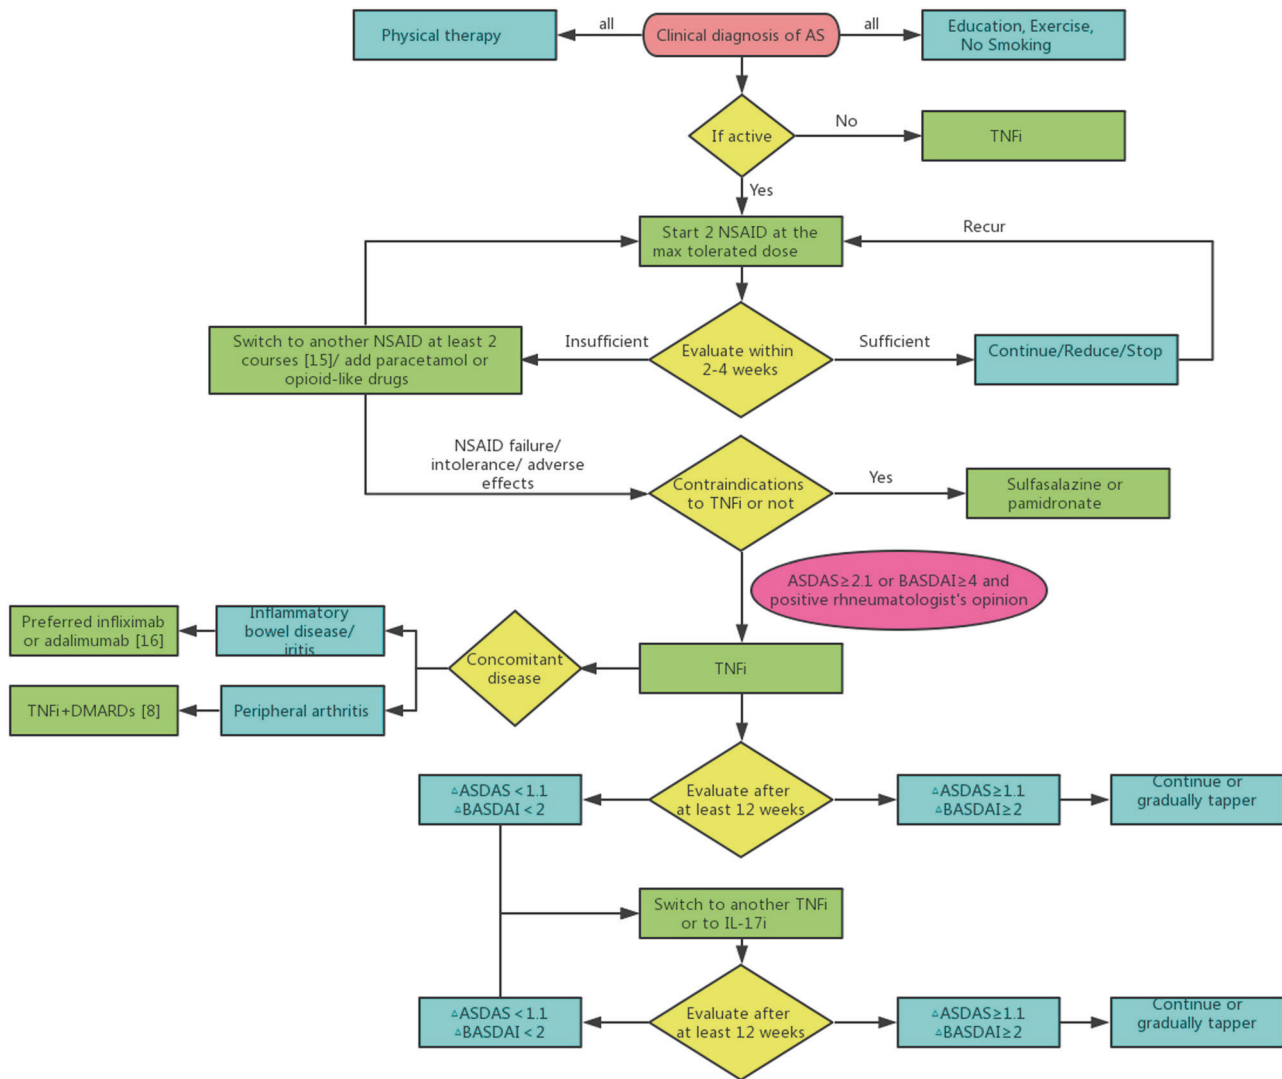 Physical therapy
all
Clinical diagnosis of AS
all
Education, Exercise,
No Smoking
If active
No
TNFi
Yes
Start 2 NSAID at the
max tolerated dose
Recur
Switch to another NSAID at least 2
courses [15]/ add paracetamol or
opioid-like drugs
Insufficient
Evaluate within
2-4 weeks
Sufficient
Continue/Reduce/Stop
NSAID failure/
intolerance/ adverse
effects
Contraindications
to TNFi or not
Yes
Sulfasalazine or
pamidronate
ASDAS≥2.1 or BASDAI≥4 and
positive rhneumatologist's opinion
Preferred infliximab
or adalimumab [16]
Inflammatory
bowel disease/
iritis
Concomitant
disease
TNFi
TNFi+DMARDs [8]
Peripheral arthritis
△ASDAS<1.1
△BASDAI<2
Evaluate after
at least 12 weeks
△ASDAS≥1.1
△BASDAI≥2
Continue or
gradually tapper
Switch to another TNFi
or to IL-17i
△ASDAS<1.1
△BASDAI<2
Evaluate after
at least 12 weeks
△ASDAS≥1.1
△BASDAI≥2
Continue or
gradually tapper